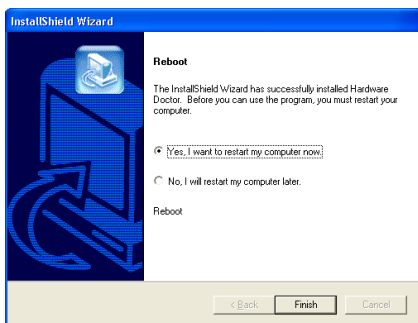 InstallShield Wizard
Reboot
The InstallShield Wizard has successfully installed Hardware
Doctor.  Before you can use the program, you must restart your
computer.
Yes, I want to restart my computer now.
No, I will restart my computer later.
Reboot
< Back
Finish
Cancel